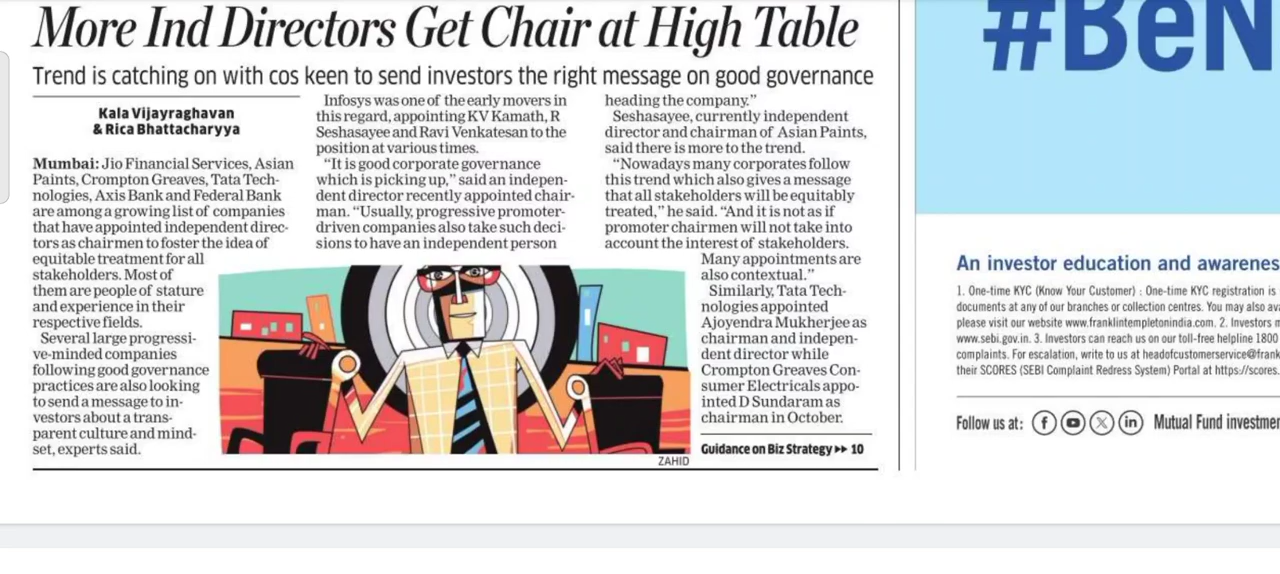 More Ind Directors Get Chair at High Table
Trend is catching on with cos keen to send investors the right message on good governance
Kala Vijayraghavan
& Rica Bhattacharyya
Mumbai: Jio Financial Services, Asian
Paints, Crompton Greaves, Tata Tech-
nologies, Axis Bank and Federal Bank
are among a growing list of companies
that have appointed independent direc-
tors as chairmen to foster the idea of
equitable treatment for all
stakeholders. Most of
them are people of stature
and experience in their
respective fields.
Several large progressi-
ve-minded companies
following good governance
practices are also looking
to send a message to in-
vestors about a trans-
parent culture and mind-
set, experts said.
Infosys was one of the early movers in
this regard, appointing KV Kamath, R
Seshasayee and Ravi Venkatesan to the
position at various times.
“It is good corporate governance
which is picking up,” said an indepen-
dent director recently appointed chair-
man. “Usually, progressive promoter-
driven companies also take such deci-
sions to have an independent person
heading the company.”
Seshasayee, currently independent
director and chairman of Asian Paints,
said there is more to the trend.
“Nowadays many corporates follow
this trend which also gives a message
that all stakeholders will be equitably
treated,” he said. “And it is not as if
promoter chairmen will not take into
account the interest of stakeholders.
Many appointments are
also contextual.”
Similarly, Tata Tech-
nologies appointed
Ajoyendra Mukherjee as
chairman and indepen-
dent director while
Crompton Greaves Con-
sumer Electricals appo-
inted D Sundaram as
chairman in October.
ZAHID
Guidance on Biz Strategy 10
#BeN
An investor education and awarenes
1. One-time KYC (Know Your Customer) : One-time KYC registration is
documents at any of our branches or collection centres. You may also ava
please visit our website www.franklintempletonindia.com. 2. Investors m
www.sebi.gov.in. 3. Investors can reach us on our toll-free helpline 1800
complaints. For escalation, write to us at headofcustomerservice@frank
their SCORES (SEBI Complaint Redress System) Portal at https://scores.
Follow us at: Mutual Fund investmen